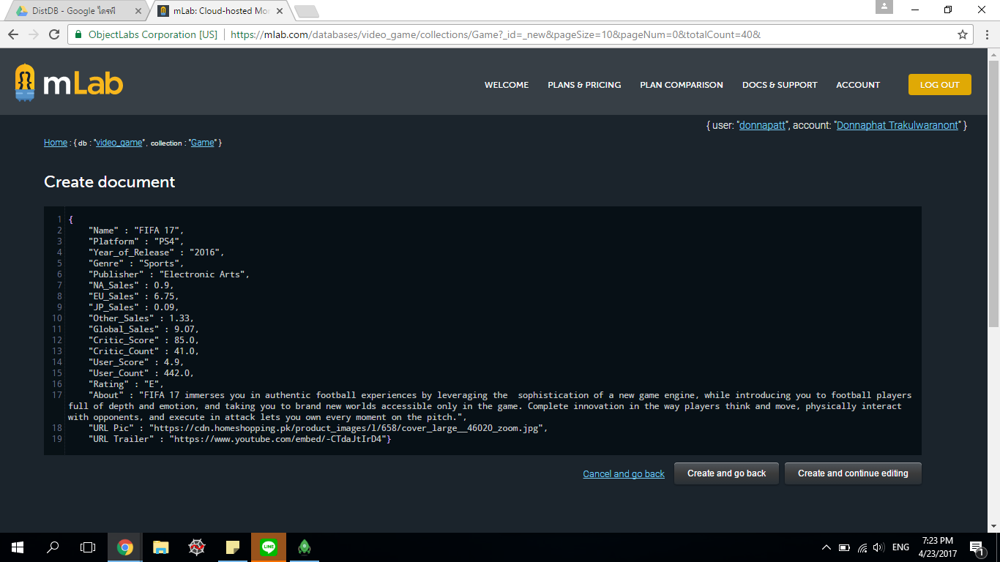 DistDB - Google ไดรฟ์
mLab: Cloud-hosted Mo
ObjectLabs Corporation [US] https://mlab.com/databases/video_game/collections/Game?_id=_new&pageSize=10&pageNum=0&totalCount=40&
mLab
WELCOME PLANS & PRICING PLAN COMPARISON DOCS & SUPPORT ACCOUNT LOG OUT
{ user: "donnapatt", account: "Donnaphat Trakulwaranont" }
Home : { db : "video_game", collection : "Game" }
Create document
1 {
2 "Name" : "FIFA 17",
3 "Platform" : "PS4",
4 "Year_of_Release" : "2016",
5 "Genre" : "Sports",
6 "Publisher" : "Electronic Arts",
7 "NA_Sales" : 0.9,
8 "EU_Sales" : 6.75,
9 "JP_Sales" : 0.09,
10 "Other_Sales" : 1.33,
11 "Global_Sales" : 9.07,
12 "Critic_Score" : 85.0,
13 "Critic_Count" : 41.0,
14 "User_Score" : 4.9,
15 "User_Count" : 442.0,
16 "Rating" : "E",
17 "About" : "FIFA 17 immerses you in authentic football experiences by leveraging the  sophistication of a new game engine, while introducing you to football players
full of depth and emotion, and taking you to brand new worlds accessible only in the game. Complete innovation in the way players think and move, physically interact
with opponents, and execute in attack lets you own every moment on the pitch.",
18 "URL Pic" : "https://cdn.homeshopping.pk/product_images/l/658/cover_large__46020_zoom.jpg",
19 "URL Trailer" : "https://www.youtube.com/embed/-CTdaJtIrD4"}
Cancel and go back Create and go back Create and continue editing
LINE
ENG
7:23 PM
4/23/2017
1